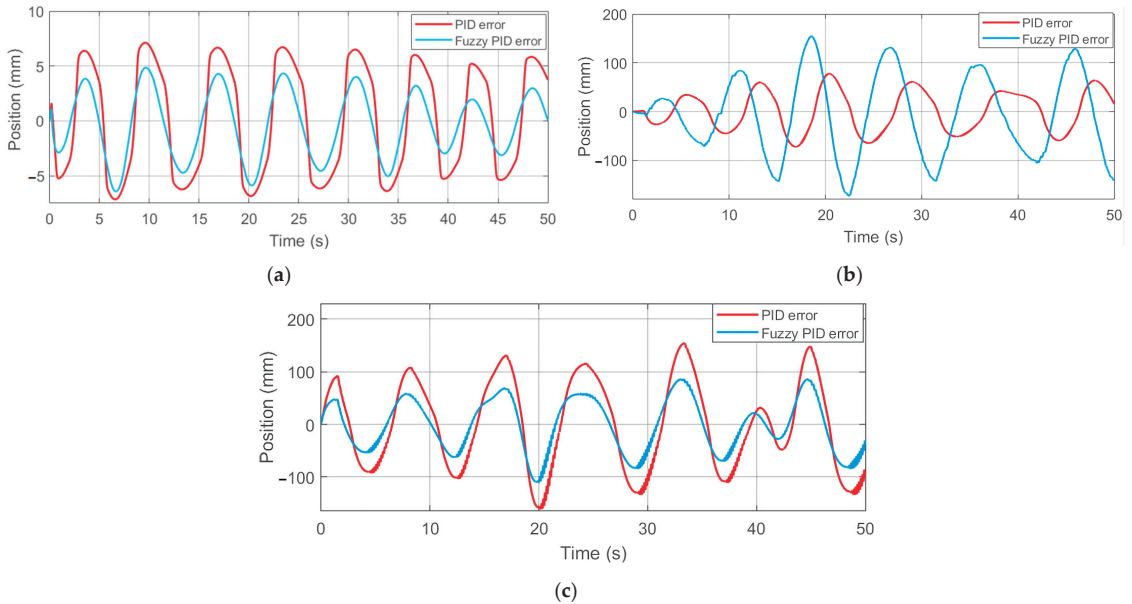 10
5
0
−5
Position (mm)
PID error
Fuzzy PID error
0 5 10 15 20 25 30 35 40 45 50
Time (s)
(a)
200
100
0
−100
Position (mm)
PID error
Fuzzy PID error
0 10 20 30 40 50
Time (s)
(b)
200
100
0
−100
Position (mm)
PID error
Fuzzy PID error
0 10 20 30 40 50
Time (s)
(c)